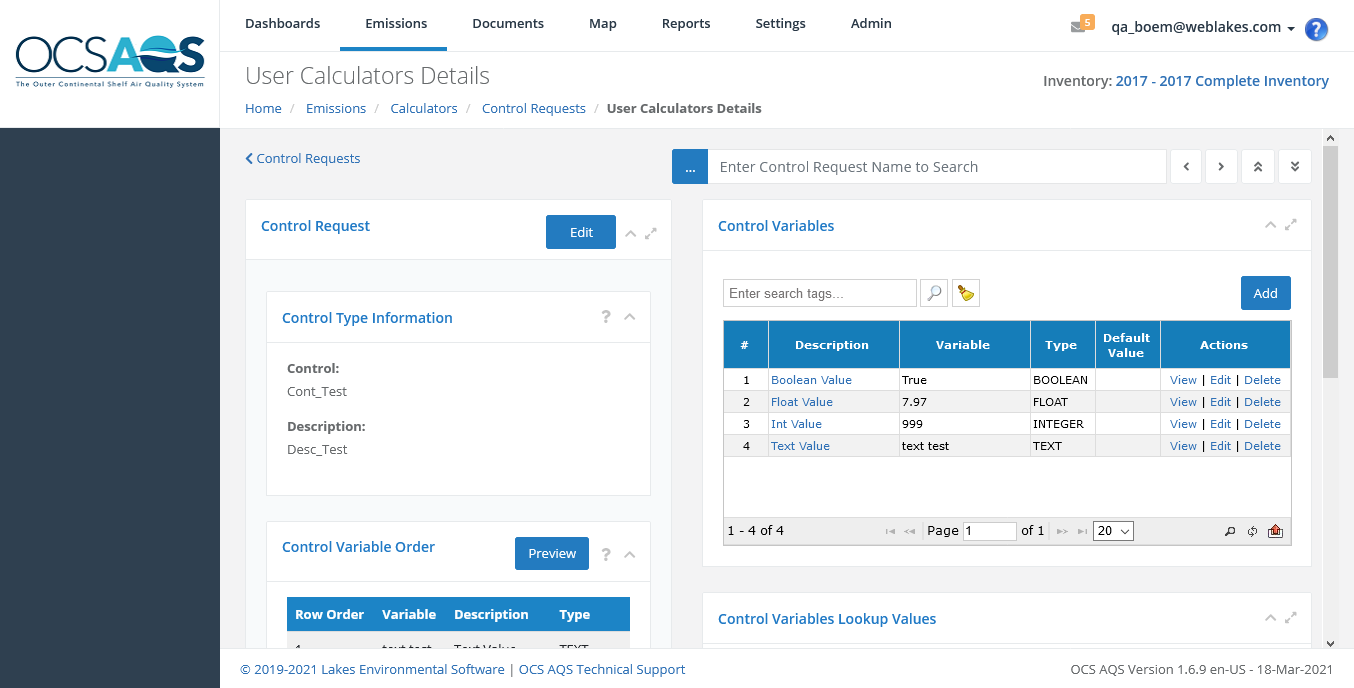 OCSAQS
The Outer Continental Shelf Air Quality System
Dashboards Emissions Documents Map Reports Settings Admin
5 qa_boem@weblakes.com ?
User Calculators Details
Inventory: 2017 - 2017 Complete Inventory
Home / Emissions / Calculators / Control Requests / User Calculators Details
Control Requests
... Enter Control Request Name to Search
Control Request Edit
Control Type Information ?
Control:
Cont_Test
Description:
Desc_Test
Control Variable Order Preview ?
Row Order Variable Description Type
1 text test Text Value TEXT
Control Variables
Enter search tags... Add
# Description Variable Type Default Value Actions
1 Boolean Value True BOOLEAN View | Edit | Delete
2 Float Value 7.97 FLOAT View | Edit | Delete
3 Int Value 999 INTEGER View | Edit | Delete
4 Text Value text test TEXT View | Edit | Delete
1 - 4 of 4 Page 1 of 1 20
Control Variables Lookup Values
© 2019-2021 Lakes Environmental Software | OCS AQS Technical Support
OCS AQS Version 1.6.9 en-US - 18-Mar-2021